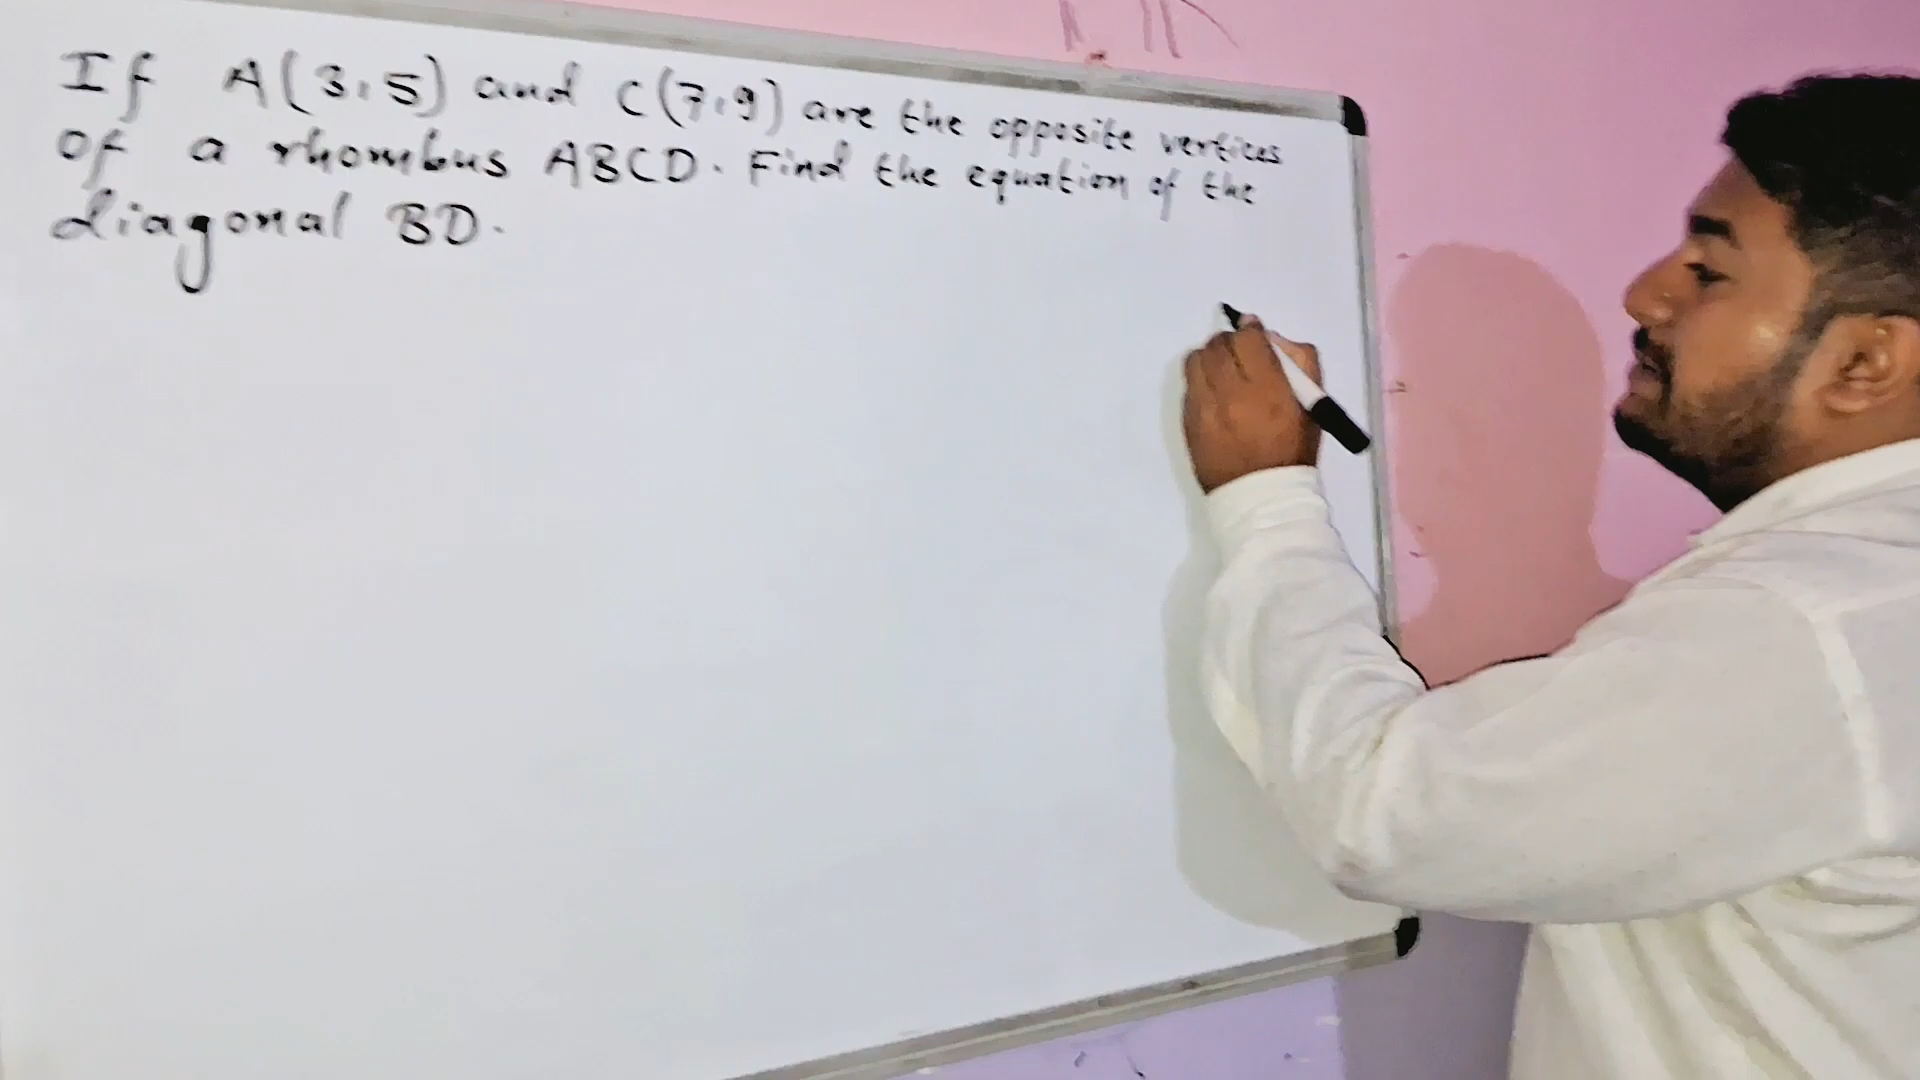 If A(3,5) and C(7,9) are the opposite vertices
of a rhombus ABCD. Find the equation of the
diagonal BD.